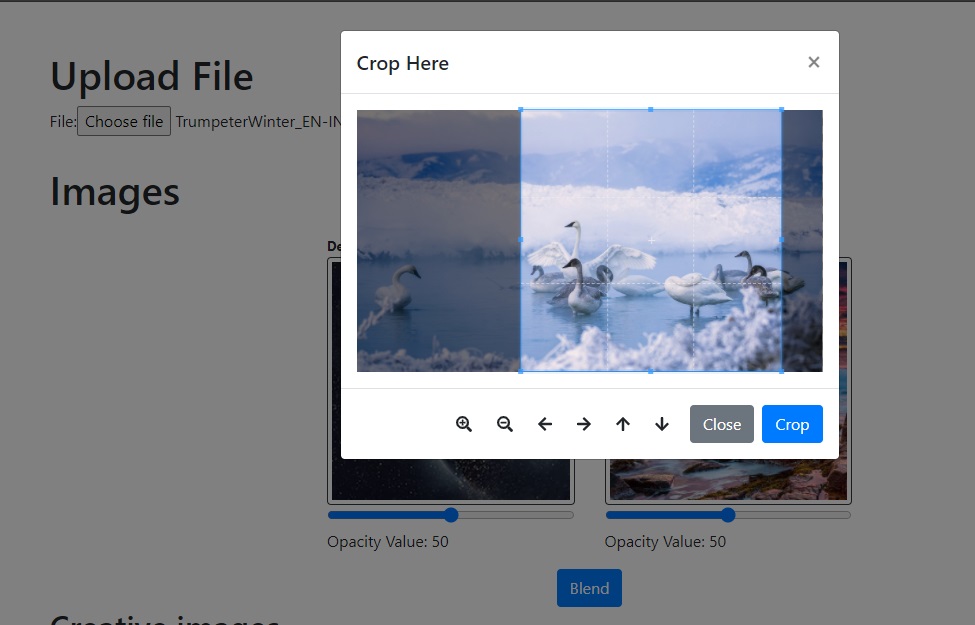 Upload File
File: Choose file TrumpeterWinter_EN-IN
Images
De
Crop Here
×
Close
Crop
Opacity Value: 50
Opacity Value: 50
Blend
Creative images